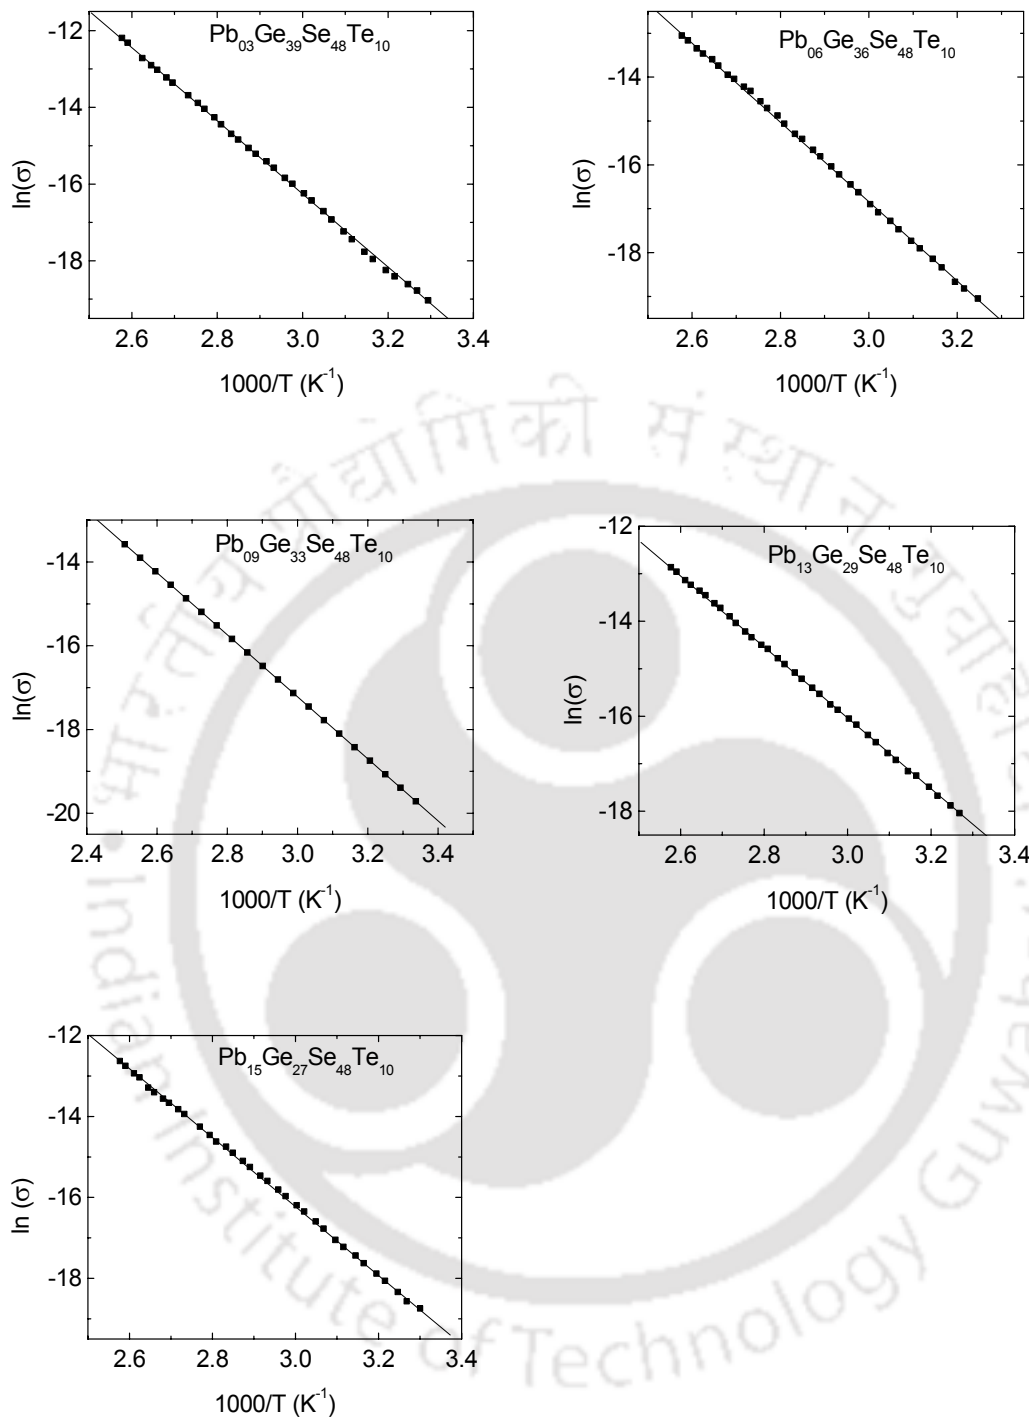 Pb₀₃Ge₃₉Se₄₈Te₁₀
-12
-14
-16
-18
ln(σ)
2.6 2.8 3.0 3.2 3.4
1000/T (K⁻¹)
Pb₀₆Ge₃₆Se₄₈Te₁₀
-14
-16
-18
ln(σ)
2.6 2.8 3.0 3.2
1000/T (K⁻¹)
Pb₀₉Ge₃₃Se₄₈Te₁₀
-14
-16
-18
-20
ln(σ)
2.4 2.6 2.8 3.0 3.2 3.4
1000/T (K⁻¹)
Pb₁₃Ge₂₉Se₄₈Te₁₀
-12
-14
-16
-18
ln(σ)
2.6 2.8 3.0 3.2 3.4
1000/T (K⁻¹)
Pb₁₅Ge₂₇Se₄₈Te₁₀
-12
-14
-16
-18
ln (σ)
2.6 2.8 3.0 3.2 3.4
1000/T (K⁻¹)
Indian Institute of Technology